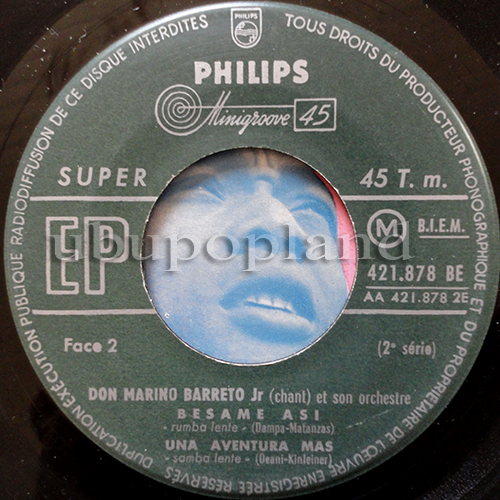 TOUS DROITS DU PRODUCTEUR PHONOGRAPHIQUE ET DU PROPRIETAIRE DE L'ŒUVRE ENREGISTRÉE RÉSERVÉS
DUPLICATION EXÉCUTION PUBLIQUE RADIODIFFUSION DE CE DISQUE INTERDITES
PHILIPS
PHILIPS
Minigroove 45
SUPER
45 T. m.
EP
M
B.I.E.M.
ubupopland
421.878 BE
AA 421.878 2E
Face 2
(2e série)
DON MARINO BARRETO Jr (chant) et son orchestre
BESAME ASI
- rumba lente - (Dampa-Matanzas)
UNA AVENTURA MAS
- samba lente - (Deani-Kinleiner)